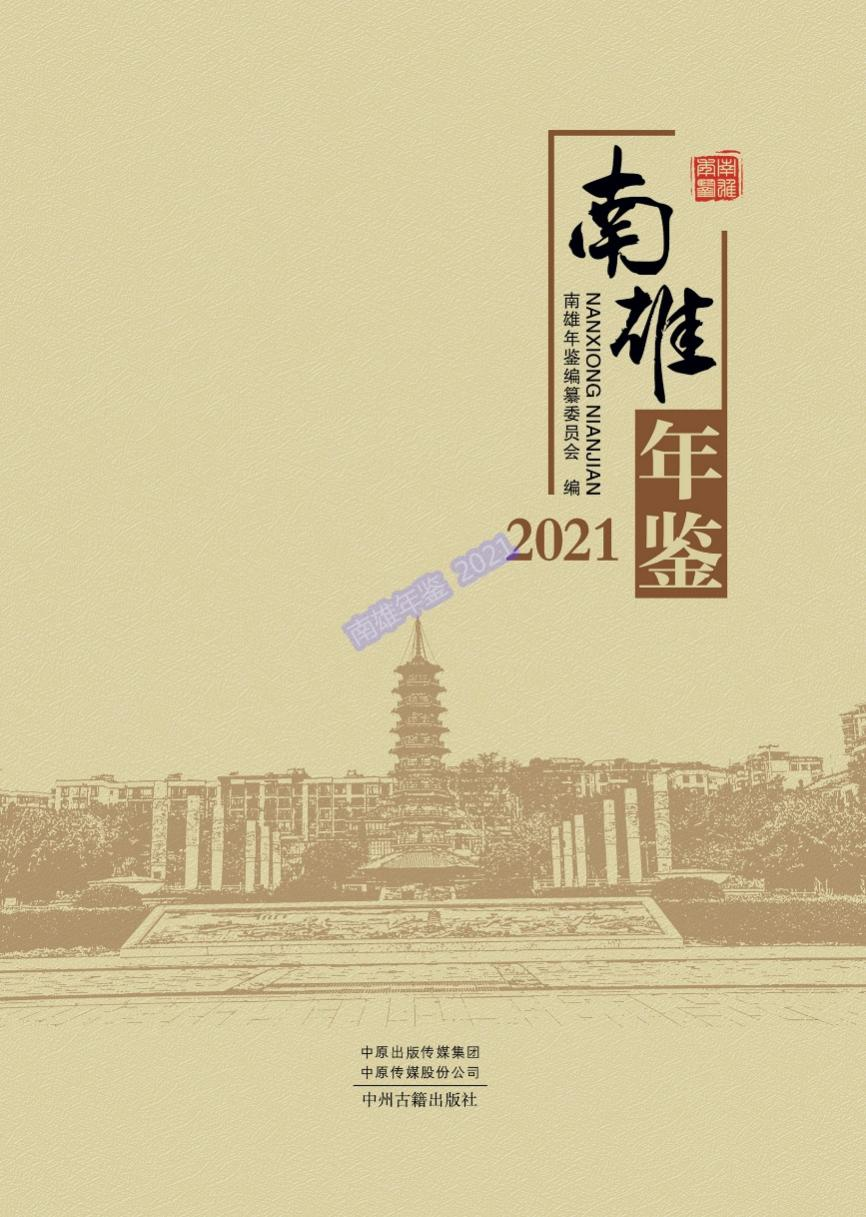 南雄
年鉴
南雄年鉴
NANXIONG NIANJIAN
南雄年鉴编纂委员会 编
2021
南雄年鉴 2021
中原出版传媒集团
中原传媒股份公司
中州古籍出版社